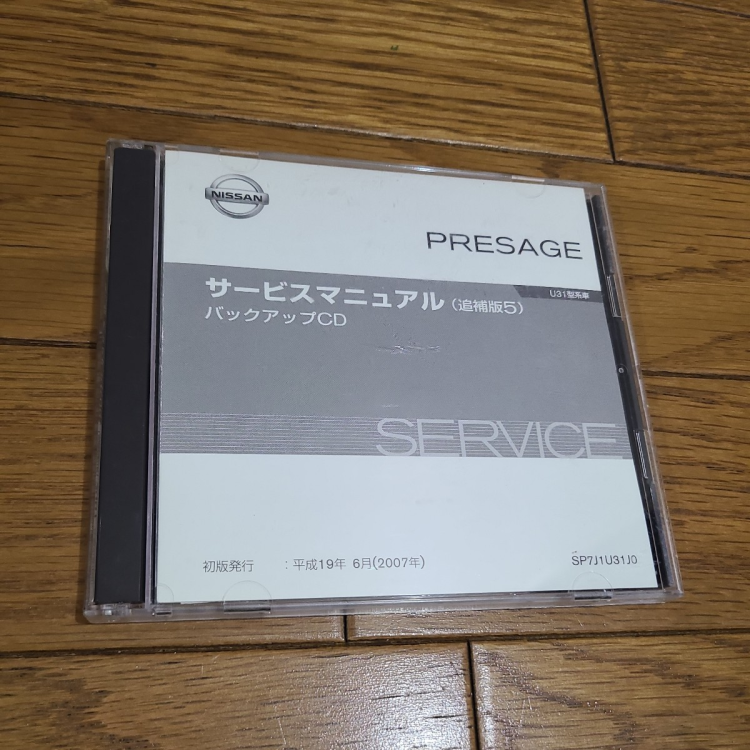 NISSAN
PRESAGE
サービスマニュアル(追補版5)
U31型系車
バックアップCD
SERVICE
初版発行 : 平成19年 6月(2007年)
SP7J1U31J0